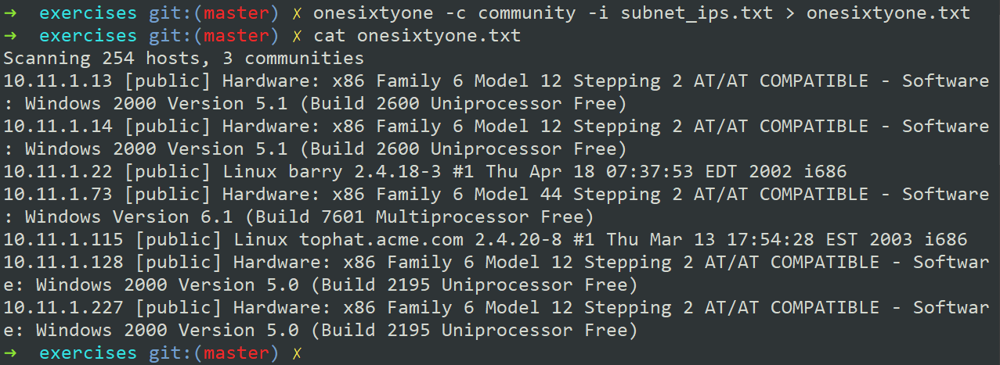 → exercises git:(master) ✗ onesixtyone -c community -i subnet_ips.txt > onesixtyone.txt
→ exercises git:(master) ✗ cat onesixtyone.txt
Scanning 254 hosts, 3 communities
10.11.1.13 [public] Hardware: x86 Family 6 Model 12 Stepping 2 AT/AT COMPATIBLE - Software
: Windows 2000 Version 5.1 (Build 2600 Uniprocessor Free)
10.11.1.14 [public] Hardware: x86 Family 6 Model 12 Stepping 2 AT/AT COMPATIBLE - Software
: Windows 2000 Version 5.1 (Build 2600 Uniprocessor Free)
10.11.1.22 [public] Linux barry 2.4.18-3 #1 Thu Apr 18 07:37:53 EDT 2002 i686
10.11.1.73 [public] Hardware: x86 Family 6 Model 44 Stepping 2 AT/AT COMPATIBLE - Software
: Windows Version 6.1 (Build 7601 Multiprocessor Free)
10.11.1.115 [public] Linux tophat.acme.com 2.4.20-8 #1 Thu Mar 13 17:54:28 EST 2003 i686
10.11.1.128 [public] Hardware: x86 Family 6 Model 12 Stepping 2 AT/AT COMPATIBLE - Softwar
e: Windows 2000 Version 5.0 (Build 2195 Uniprocessor Free)
10.11.1.227 [public] Hardware: x86 Family 6 Model 12 Stepping 2 AT/AT COMPATIBLE - Softwar
e: Windows 2000 Version 5.0 (Build 2195 Uniprocessor Free)
→ exercises git:(master) ✗